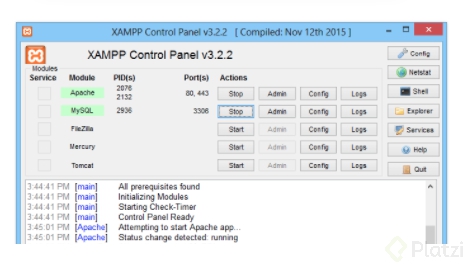 XAMPP Control Panel v3.2.2 [ Compiled: Nov 12th 2015 ]
XAMPP Control Panel v3.2.2
Config
Modules
Service Module PID(s) Port(s) Actions
Netstat
Apache 2076 2132 80, 443 Stop Admin Config Logs
Shell
MySQL 2936 3306 Stop Admin Config Logs
Explorer
FileZilla Start Admin Config Logs
Services
Mercury Start Admin Config Logs
Help
Tomcat Start Admin Config Logs
Quit
3:44:41 PM [main] All prerequisites found
3:44:41 PM [main] Initializing Modules
3:44:41 PM [main] Starting Check-Timer
3:44:41 PM [main] Control Panel Ready
3:45:01 PM [Apache] Attempting to start Apache app...
3:45:01 PM [Apache] Status change detected: running
Platzi